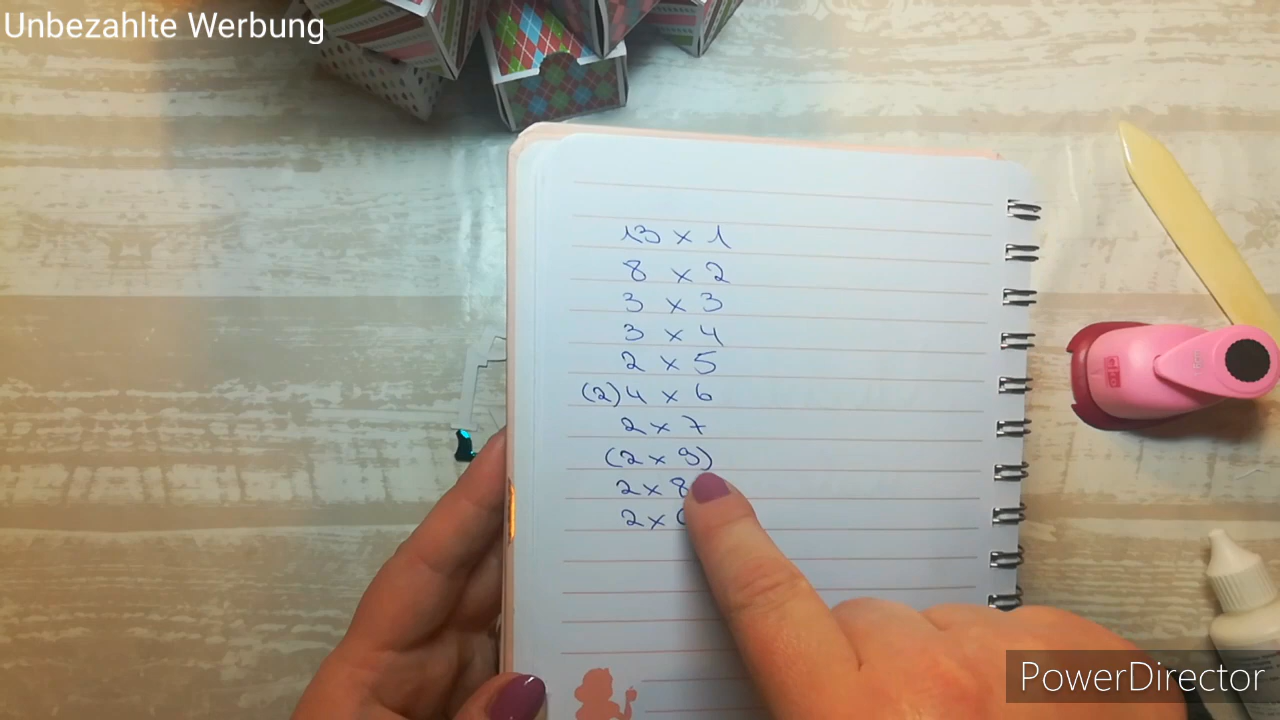 Unbezahlte Werbung
13 x 1
8 x 2
3 x 3
3 x 4
2 x 5
(2) 4 x 6
2 x 7
(2 x 9)
2 x 8
2 x
PowerDirector